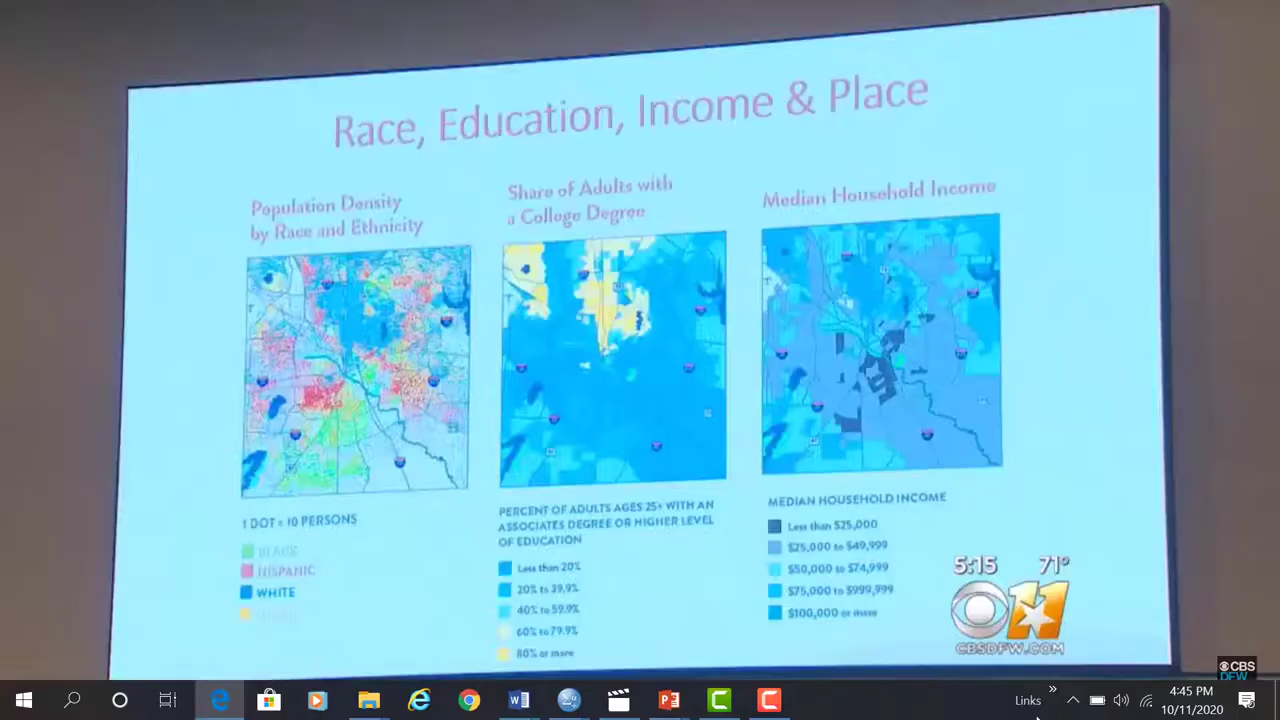 Race, Education, Income & Place
Population Density
by Race and Ethnicity
Share of Adults with
a College Degree
Median Household Income
1 DOT = 10 PERSONS
BLACK
HISPANIC
WHITE
PERCENT OF ADULTS AGES 25+ WITH AN
ASSOCIATES DEGREE OR HIGHER LEVEL
OF EDUCATION
Less than 20%
20% to 39.9%
40% to 59.9%
60% to 79.9%
80% or more
MEDIAN HOUSEHOLD INCOME
Less than $25,000
$25,000 to $49,999
$50,000 to $74,999
$75,000 to $999,999
$100,000 or more
5:15 71°
11
CBSDFW.COM
CBS
DFW
Links
4:45 PM
10/11/2020